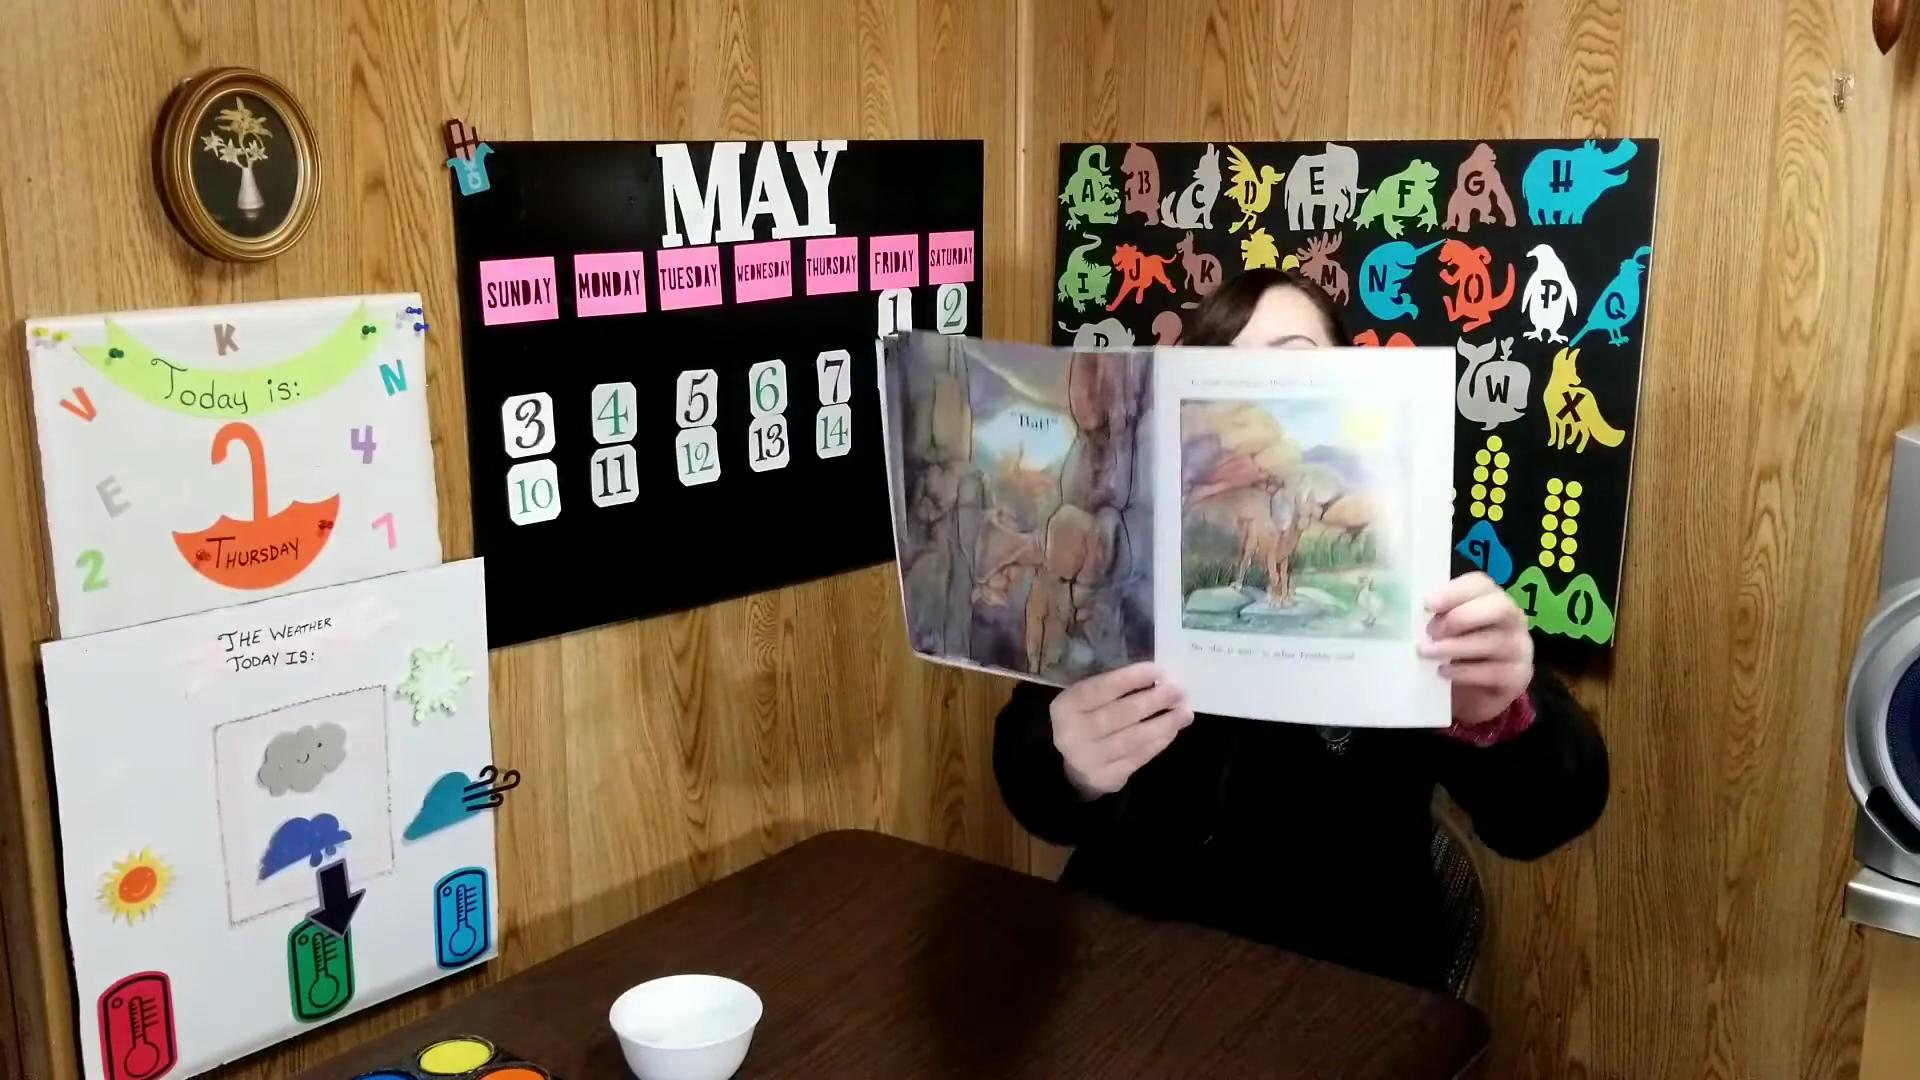 K
V
N
Today is:
4
E
THURSDAY
7
2
THE WEATHER
TODAY IS:
MAY
SUNDAY MONDAY TUESDAY WEDNESDAY THURSDAY FRIDAY SATURDAY
1 2
3 4 5 6 7
10 11 12 13 14
A B C D E F G H
I J K M N O P Q
R W X
9 10